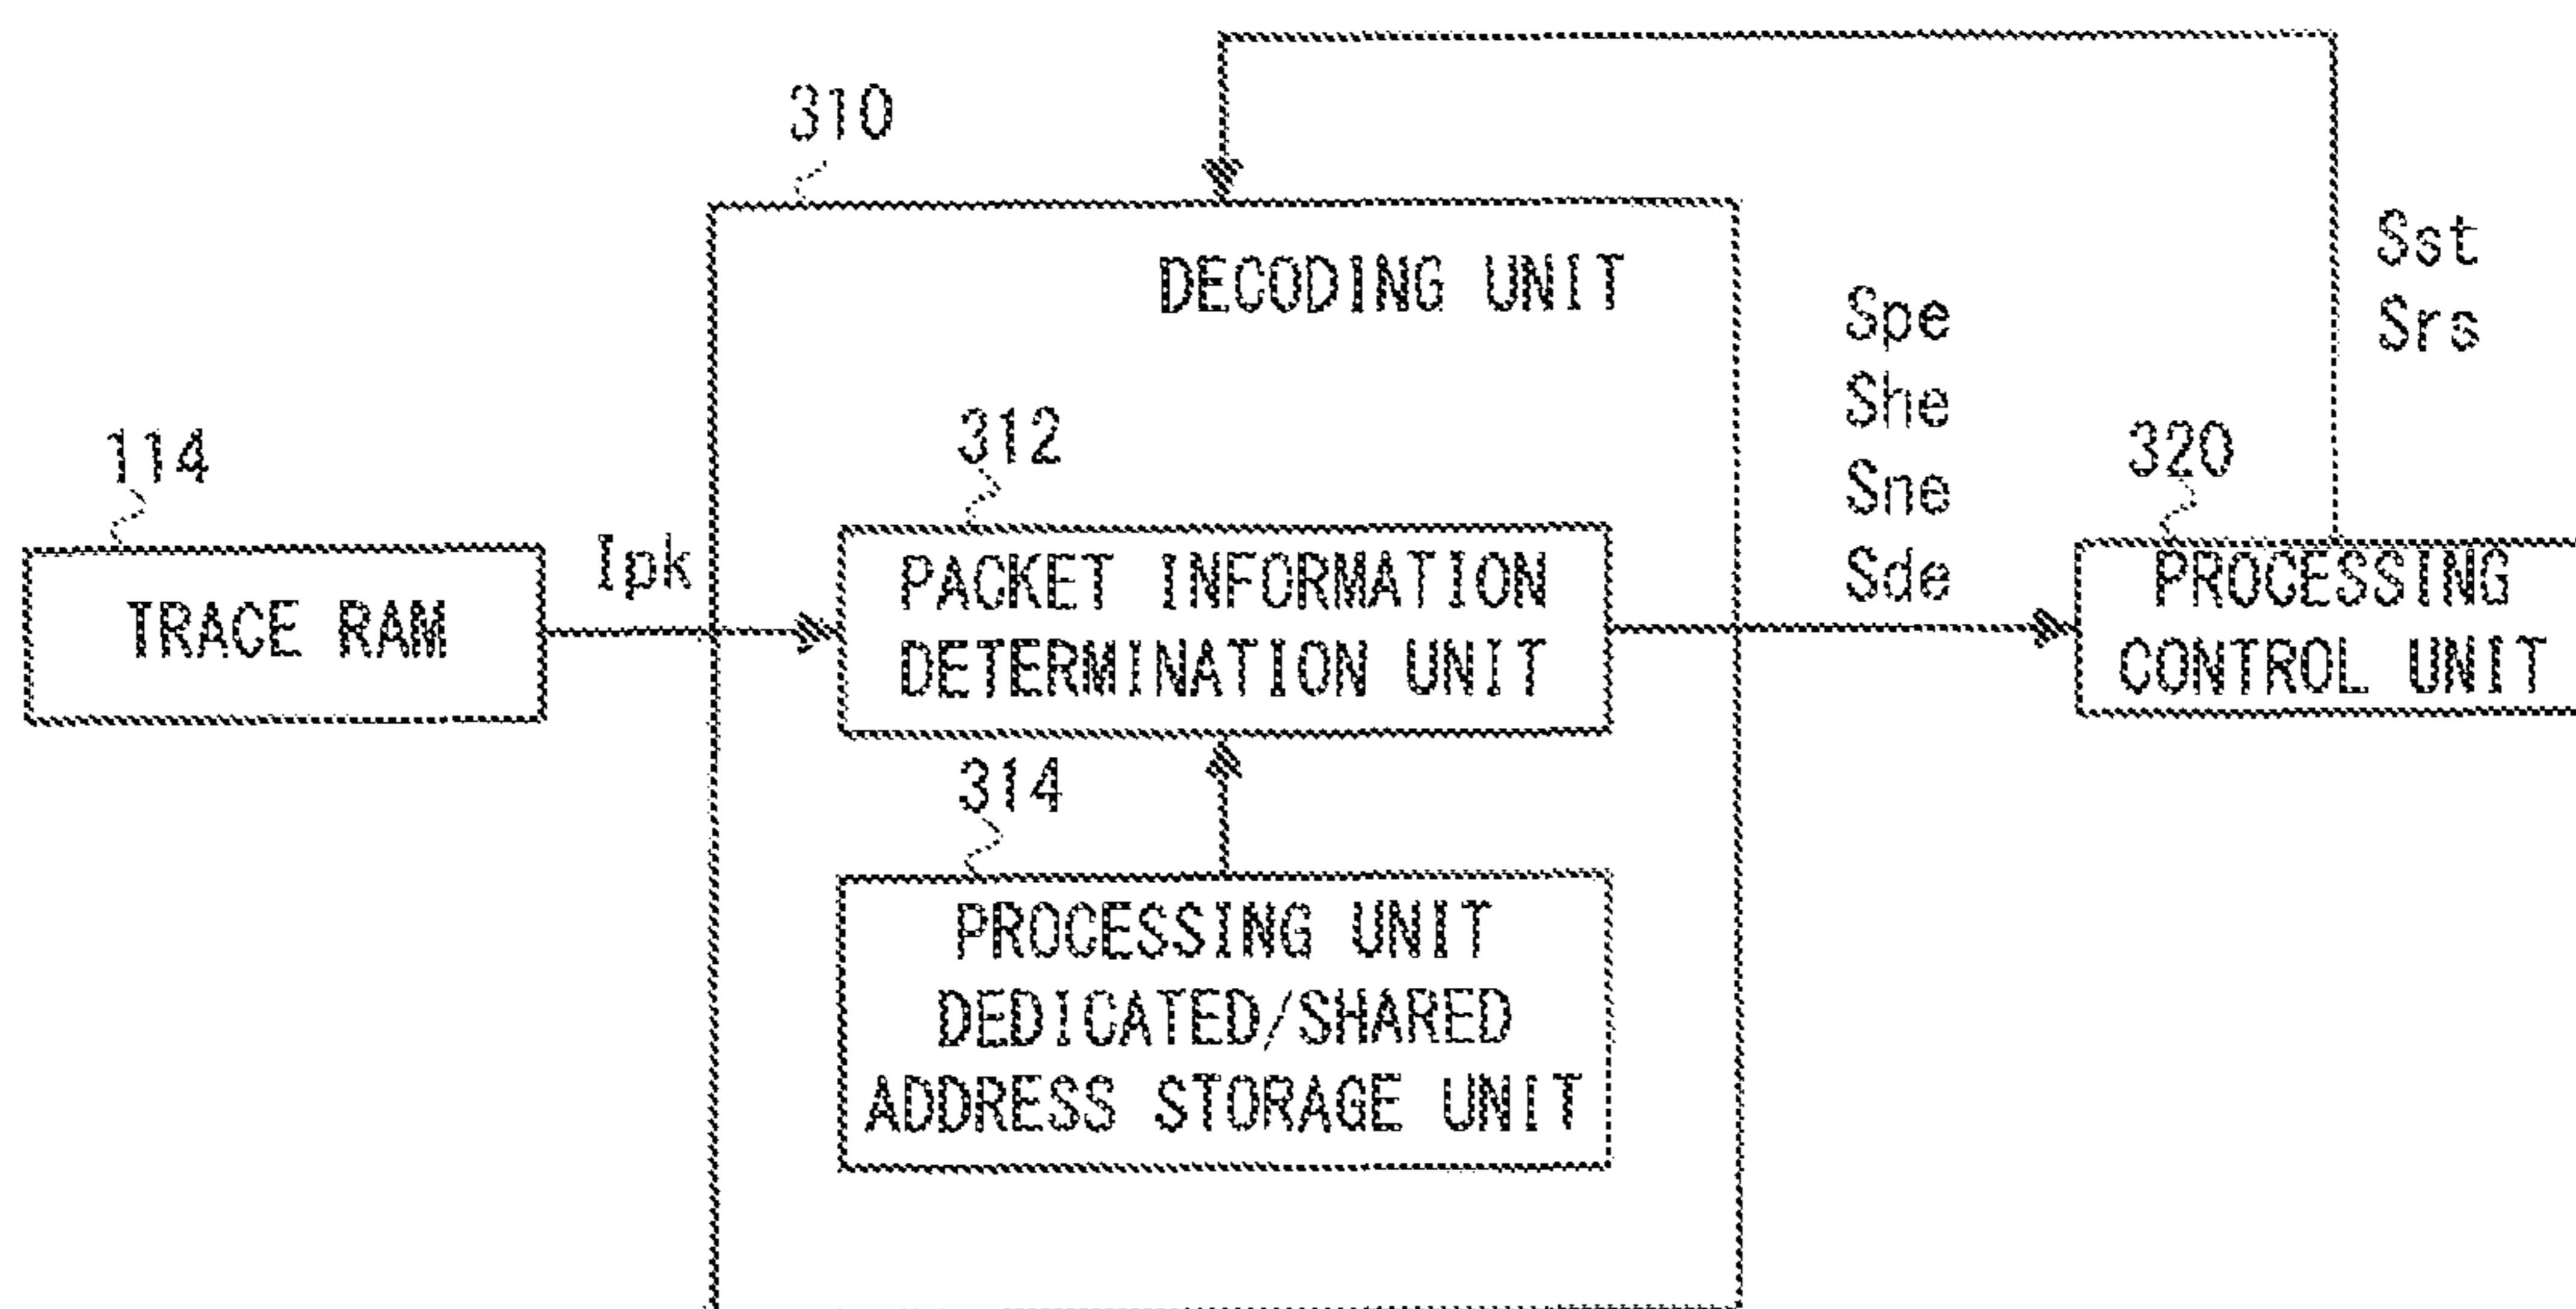 310
DECODING UNIT
Sst
Srs
Spe
She
Sne
Sde
114
TRACE RAM
Ipk
312
PACKET INFORMATION
DETERMINATION UNIT
320
PROCESSING
CONTROL UNIT
314
PROCESSING UNIT
DEDICATED/SHARED
ADDRESS STORAGE UNIT